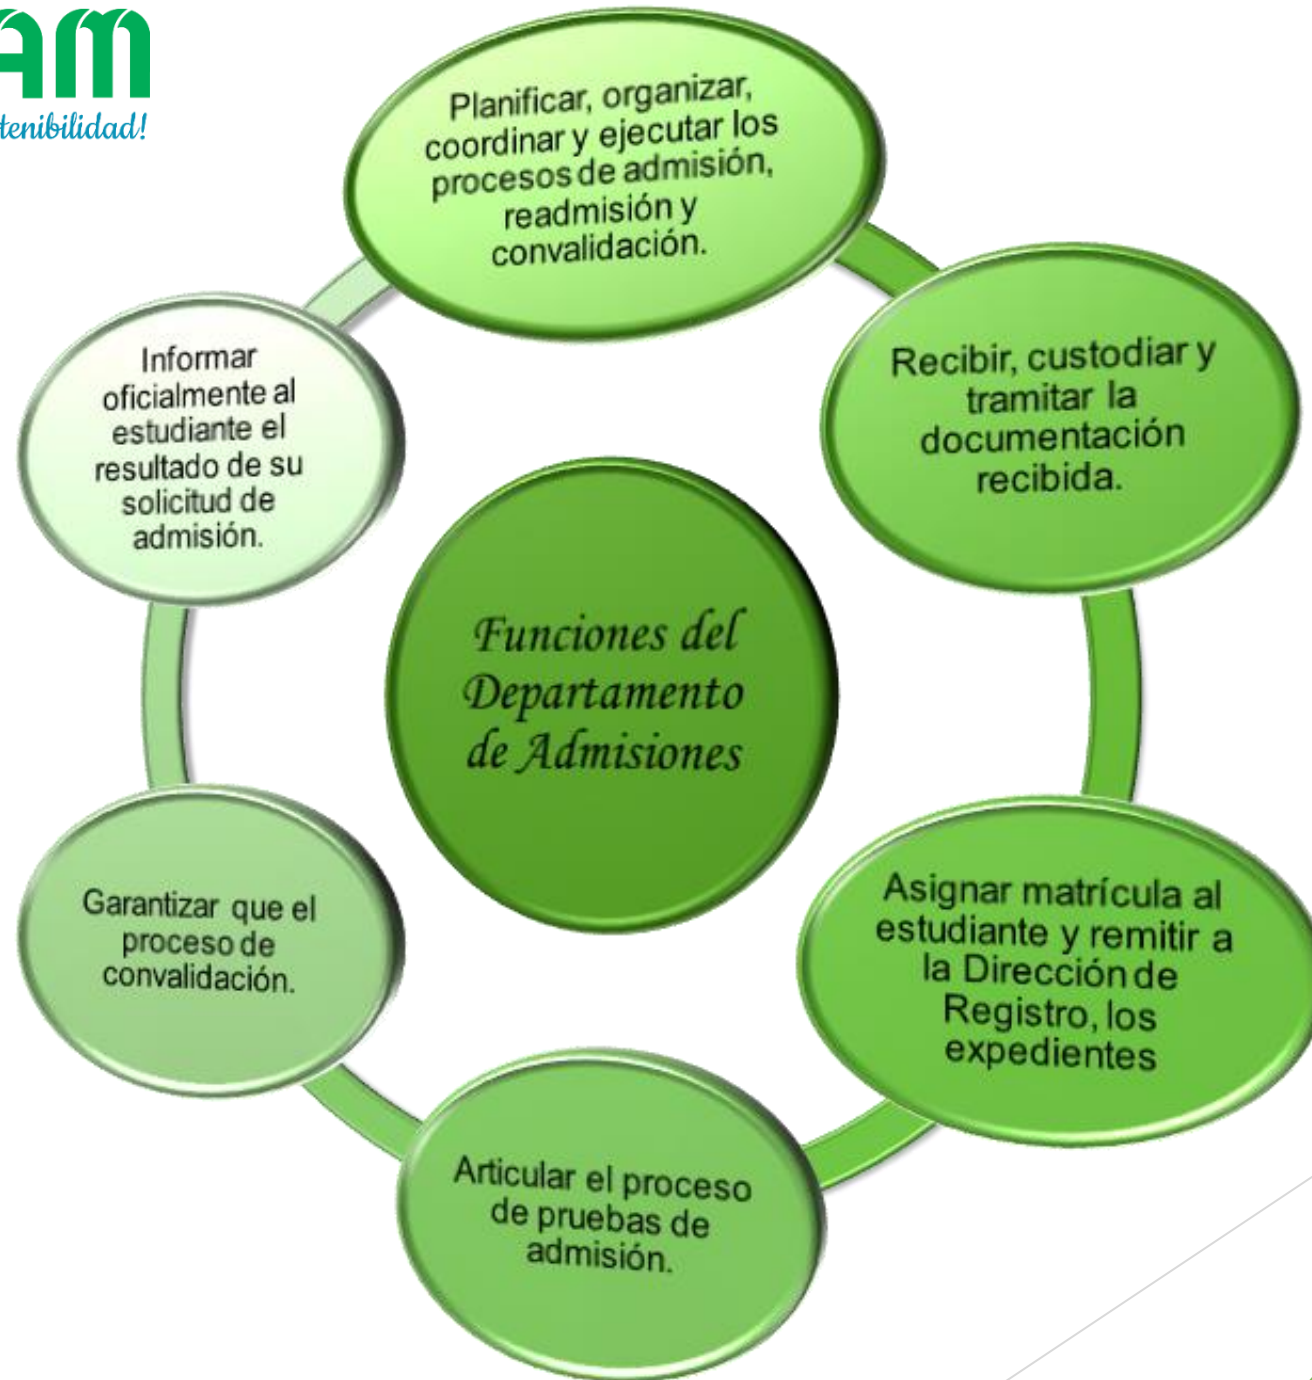 AM
tenibilidad!
Planificar, organizar,
coordinar y ejecutar los
procesos de admisión,
readmisión y
convalidación.
Recibir, custodiar y
tramitar la
documentación
recibida.
Asignar matrícula al
estudiante y remitir a
la Dirección de
Registro, los
expedientes
Articular el proceso
de pruebas de
admisión.
Garantizar que el
proceso de
convalidación.
Informar
oficialmente al
estudiante el
resultado de su
solicitud de
admisión.
Funciones del
Departamento
de Admisiones